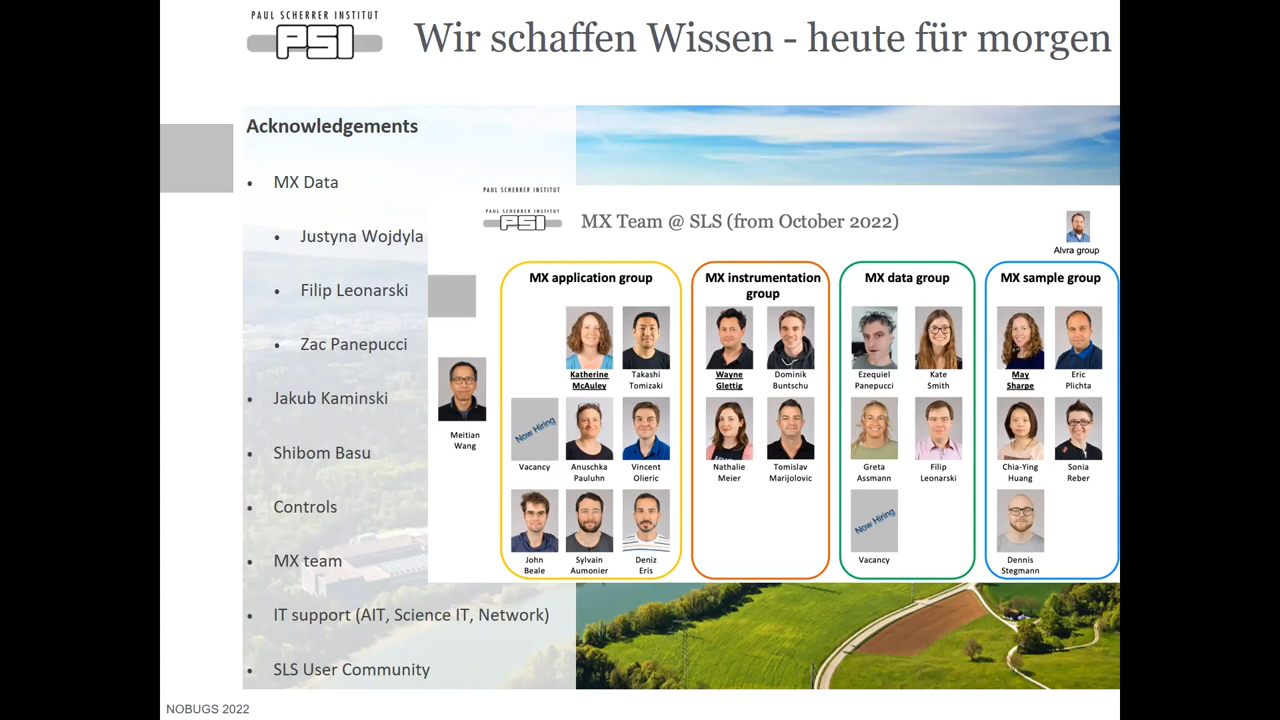 PAUL SCHERRER INSTITUT
PSI
Wir schaffen Wissen - heute für morgen
Acknowledgements
• MX Data
• Justyna Wojdyla
• Filip Leonarski
• Zac Panepucci
• Jakub Kaminski
• Shibom Basu
• Controls
• MX team
• IT support (AIT, Science IT, Network)
• SLS User Community
PAUL SCHERRER INSTITUT
PAUL SCHERRER INSTITUT
PSI
MX Team @ SLS (from October 2022)
Alvra group
Meitian
Wang
MX application group
Katherine
McAuley
Takashi
Tomizaki
Now Hiring
Vacancy
Anuschka
Pauluhn
Vincent
Olieric
John
Beale
Sylvain
Aumonier
Deniz
Eris
MX instrumentation
group
Wayne
Glettig
Dominik
Buntschu
Nathalie
Meier
Tomislav
Marijolovic
MX data group
Ezequiel
Panepucci
Kate
Smith
Greta
Assmann
Filip
Leonarski
Now Hiring
Vacancy
MX sample group
May
Sharpe
Eric
Plichta
Chia-Ying
Huang
Sonia
Reber
Dennis
Stegmann
NOBUGS 2022